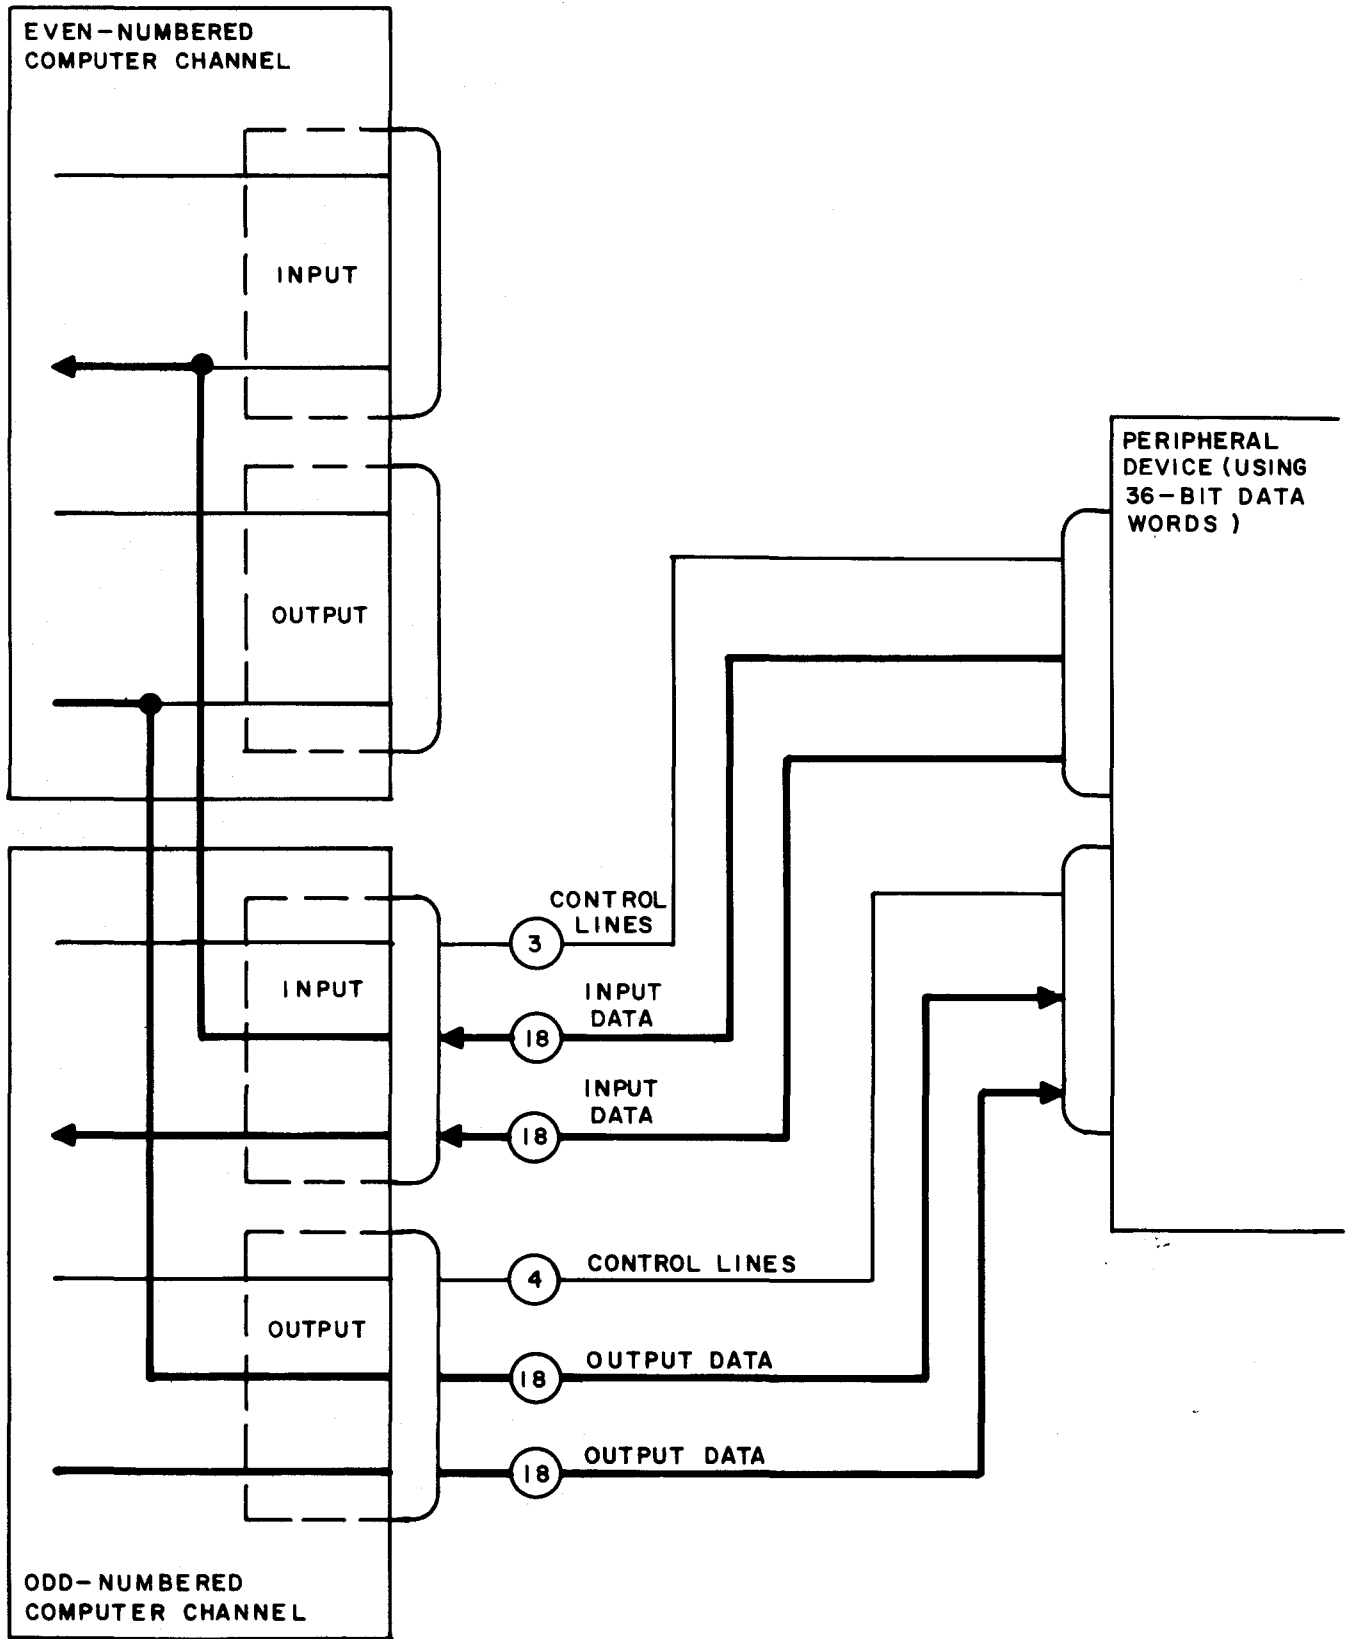 EVEN-NUMBERED
COMPUTER CHANNEL
INPUT
OUTPUT
PERIPHERAL
DEVICE (USING
36-BIT DATA
WORDS )
CONTROL
LINES
3
INPUT
INPUT
DATA
18
INPUT
DATA
18
CONTROL LINES
4
OUTPUT
OUTPUT DATA
18
OUTPUT DATA
18
ODD-NUMBERED
COMPUTER CHANNEL